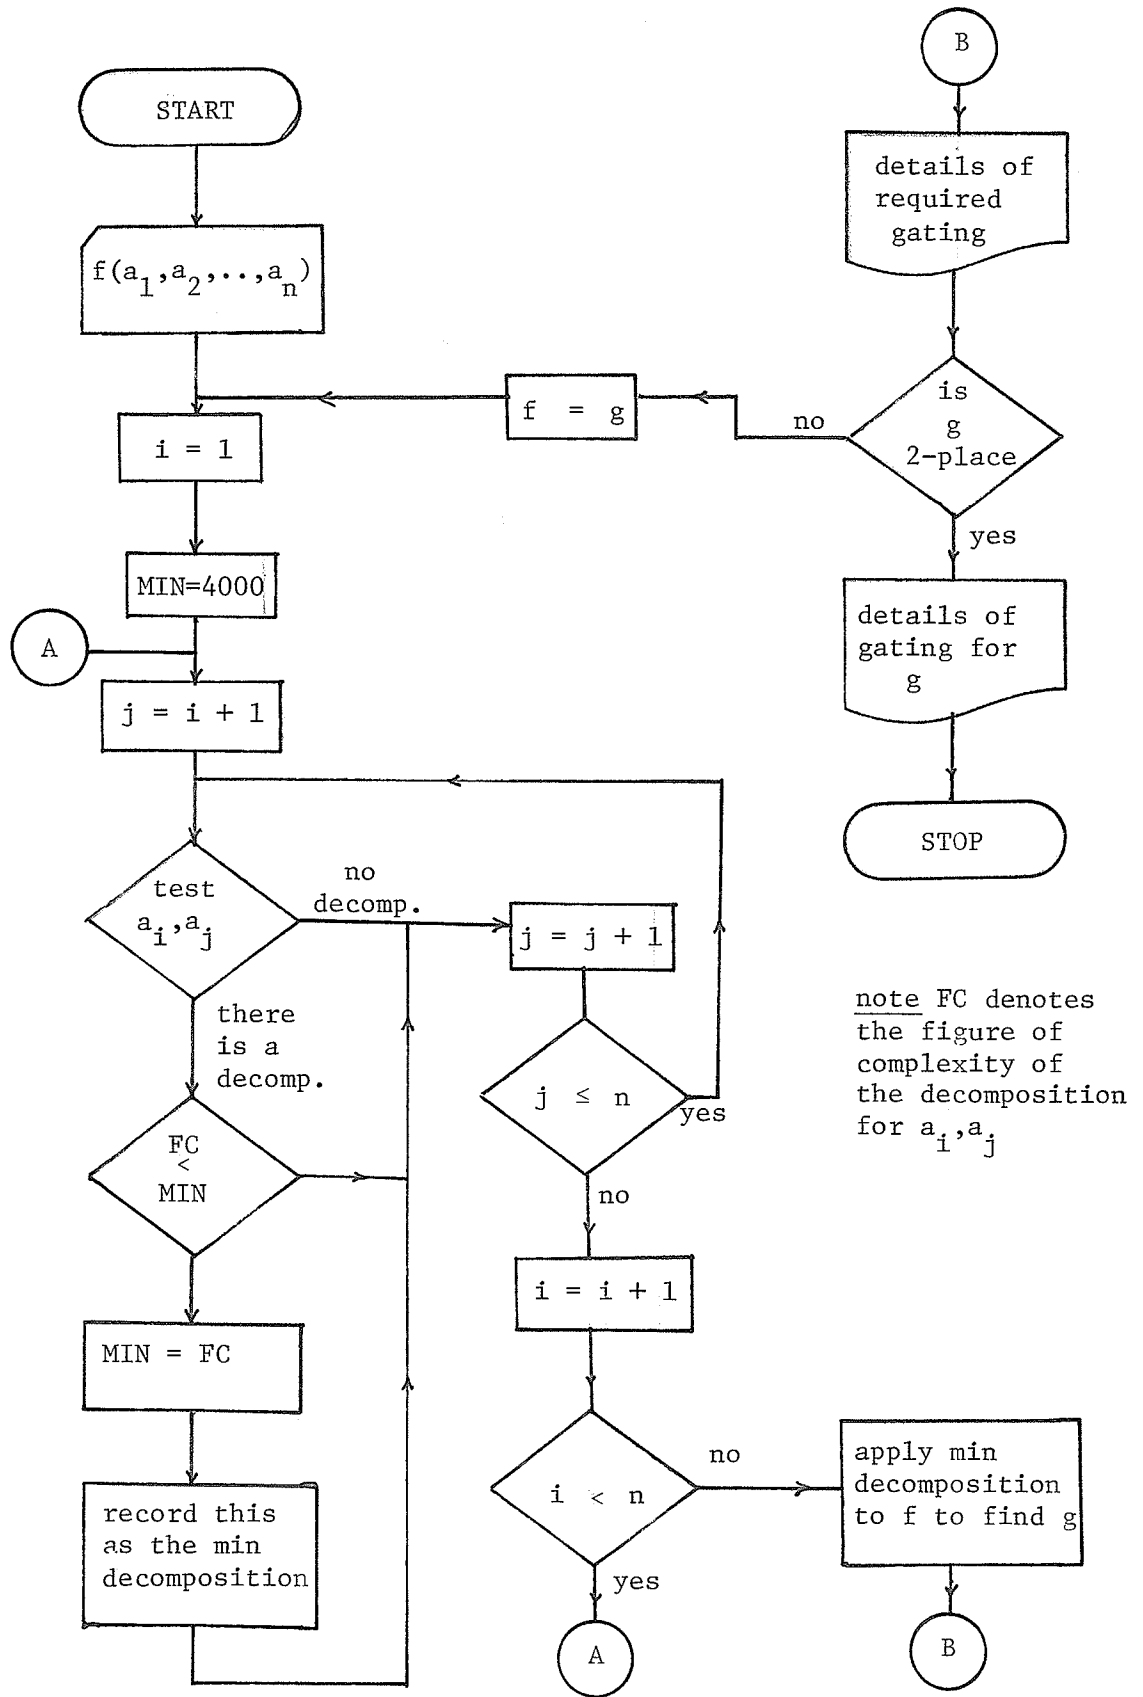 START
f(a1,a2,..,an)
i = 1
MIN=4000
A
j = i + 1
test
ai,aj
no
decomp.
there
is a
decomp.
FC
<
MIN
MIN = FC
record this
as the min
decomposition
j = j + 1
j ≤ n
yes
no
i = i + 1
i < n
no
yes
A
apply min
decomposition
to f to find g
B
B
details of
required
gating
is
g
2-place
no
f = g
yes
details of
gating for
g
STOP
note FC denotes
the figure of
complexity of
the decomposition
for ai,aj